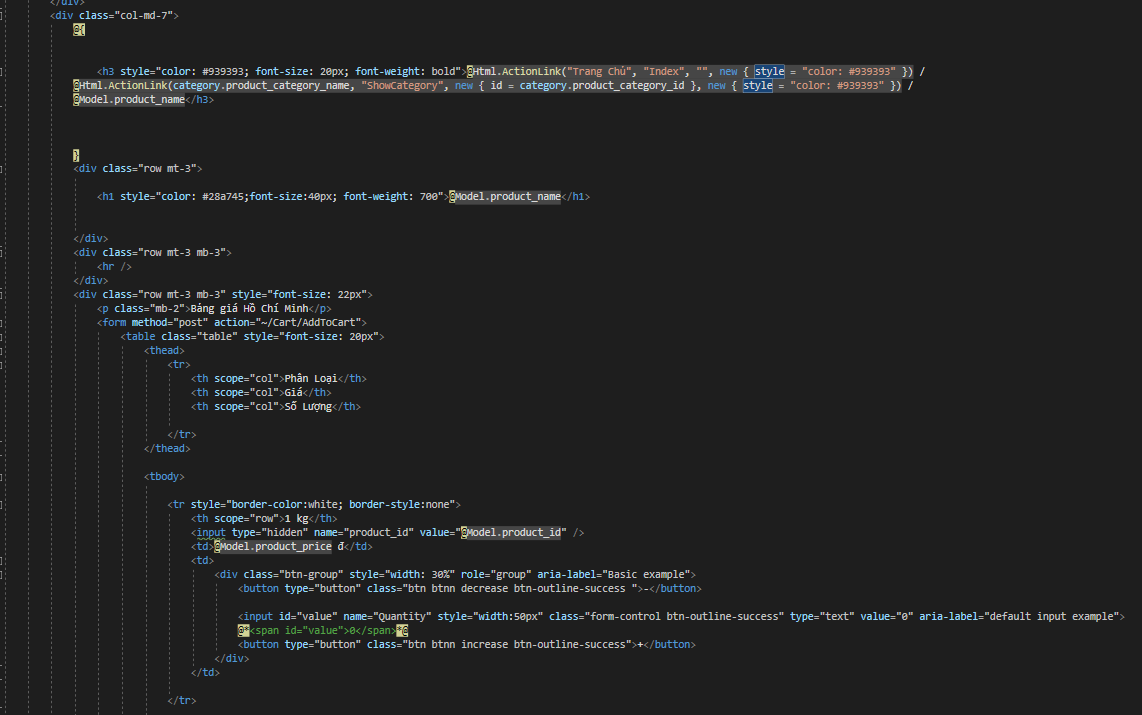 </div>
<div class="col-md-7">
@{
<h3 style="color: #939393; font-size: 20px; font-weight: bold">@Html.ActionLink("Trang Chủ", "Index", "", new { style = "color: #939393" }) /
@Html.ActionLink(category.product_category_name, "ShowCategory", new { id = category.product_category_id }, new { style = "color: #939393" }) /
@Model.product_name</h3>
}
<div class="row mt-3">
<h1 style="color: #28a745;font-size:40px; font-weight: 700">@Model.product_name</h1>
</div>
<div class="row mt-3 mb-3">
<hr />
</div>
<div class="row mt-3 mb-3" style="font-size: 22px">
<p class="mb-2">Bảng giá Hồ Chí Minh</p>
<form method="post" action="~/Cart/AddToCart">
<table class="table" style="font-size: 20px">
<thead>
<tr>
<th scope="col">Phân Loại</th>
<th scope="col">Giá</th>
<th scope="col">Số Lượng</th>
</tr>
</thead>
<tbody>
<tr style="border-color:white; border-style:none">
<th scope="row">1 kg</th>
<input type="hidden" name="product_id" value="@Model.product_id" />
<td>@Model.product_price đ</td>
<td>
<div class="btn-group" style="width: 30%" role="group" aria-label="Basic example">
<button type="button" class="btn btnn decrease btn-outline-success ">-</button>
<input id="value" name="Quantity" style="width:50px" class="form-control btn-outline-success" type="text" value="0" aria-label="default input example">
@*<span id="value">0</span>*@
<button type="button" class="btn btnn increase btn-outline-success">+</button>
</div>
</td>
</tr>